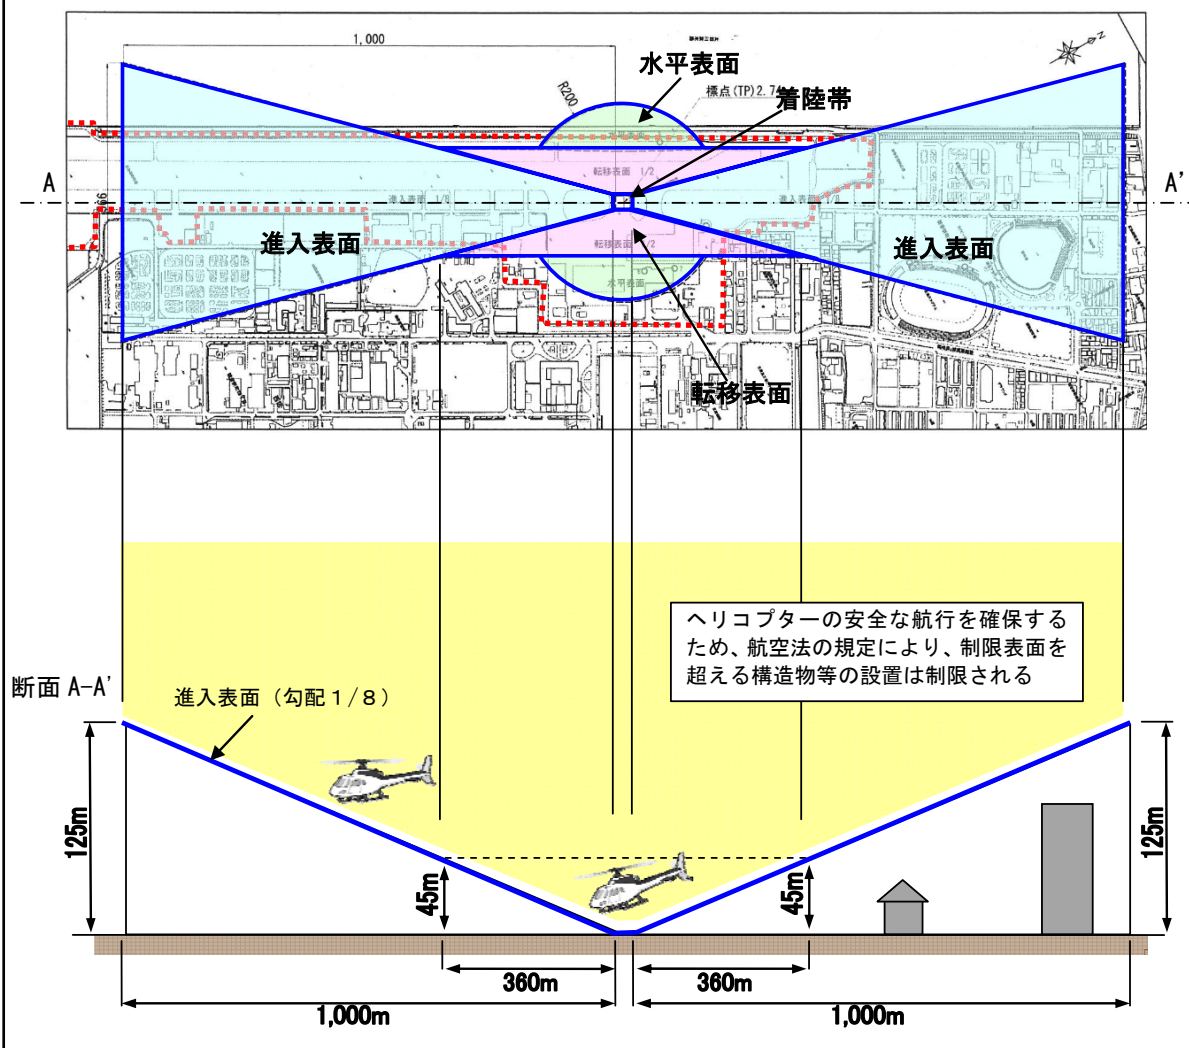 1,000
水平表面
R200
標点(TP)2.7
着陸帯
N
水平表面
転移表面 1/2
A
A'
進入表面 1/8
進入表面
転移表面 1/2
進入表面
進入表面
水平表面
転移表面
ヘリコプターの安全な航行を確保する
ため、航空法の規定により、制限表面を
超える構造物等の設置は制限される
断面 A-A'
進入表面（勾配１/８）
125m
125m
45m
45m
360m
360m
1,000m
1,000m